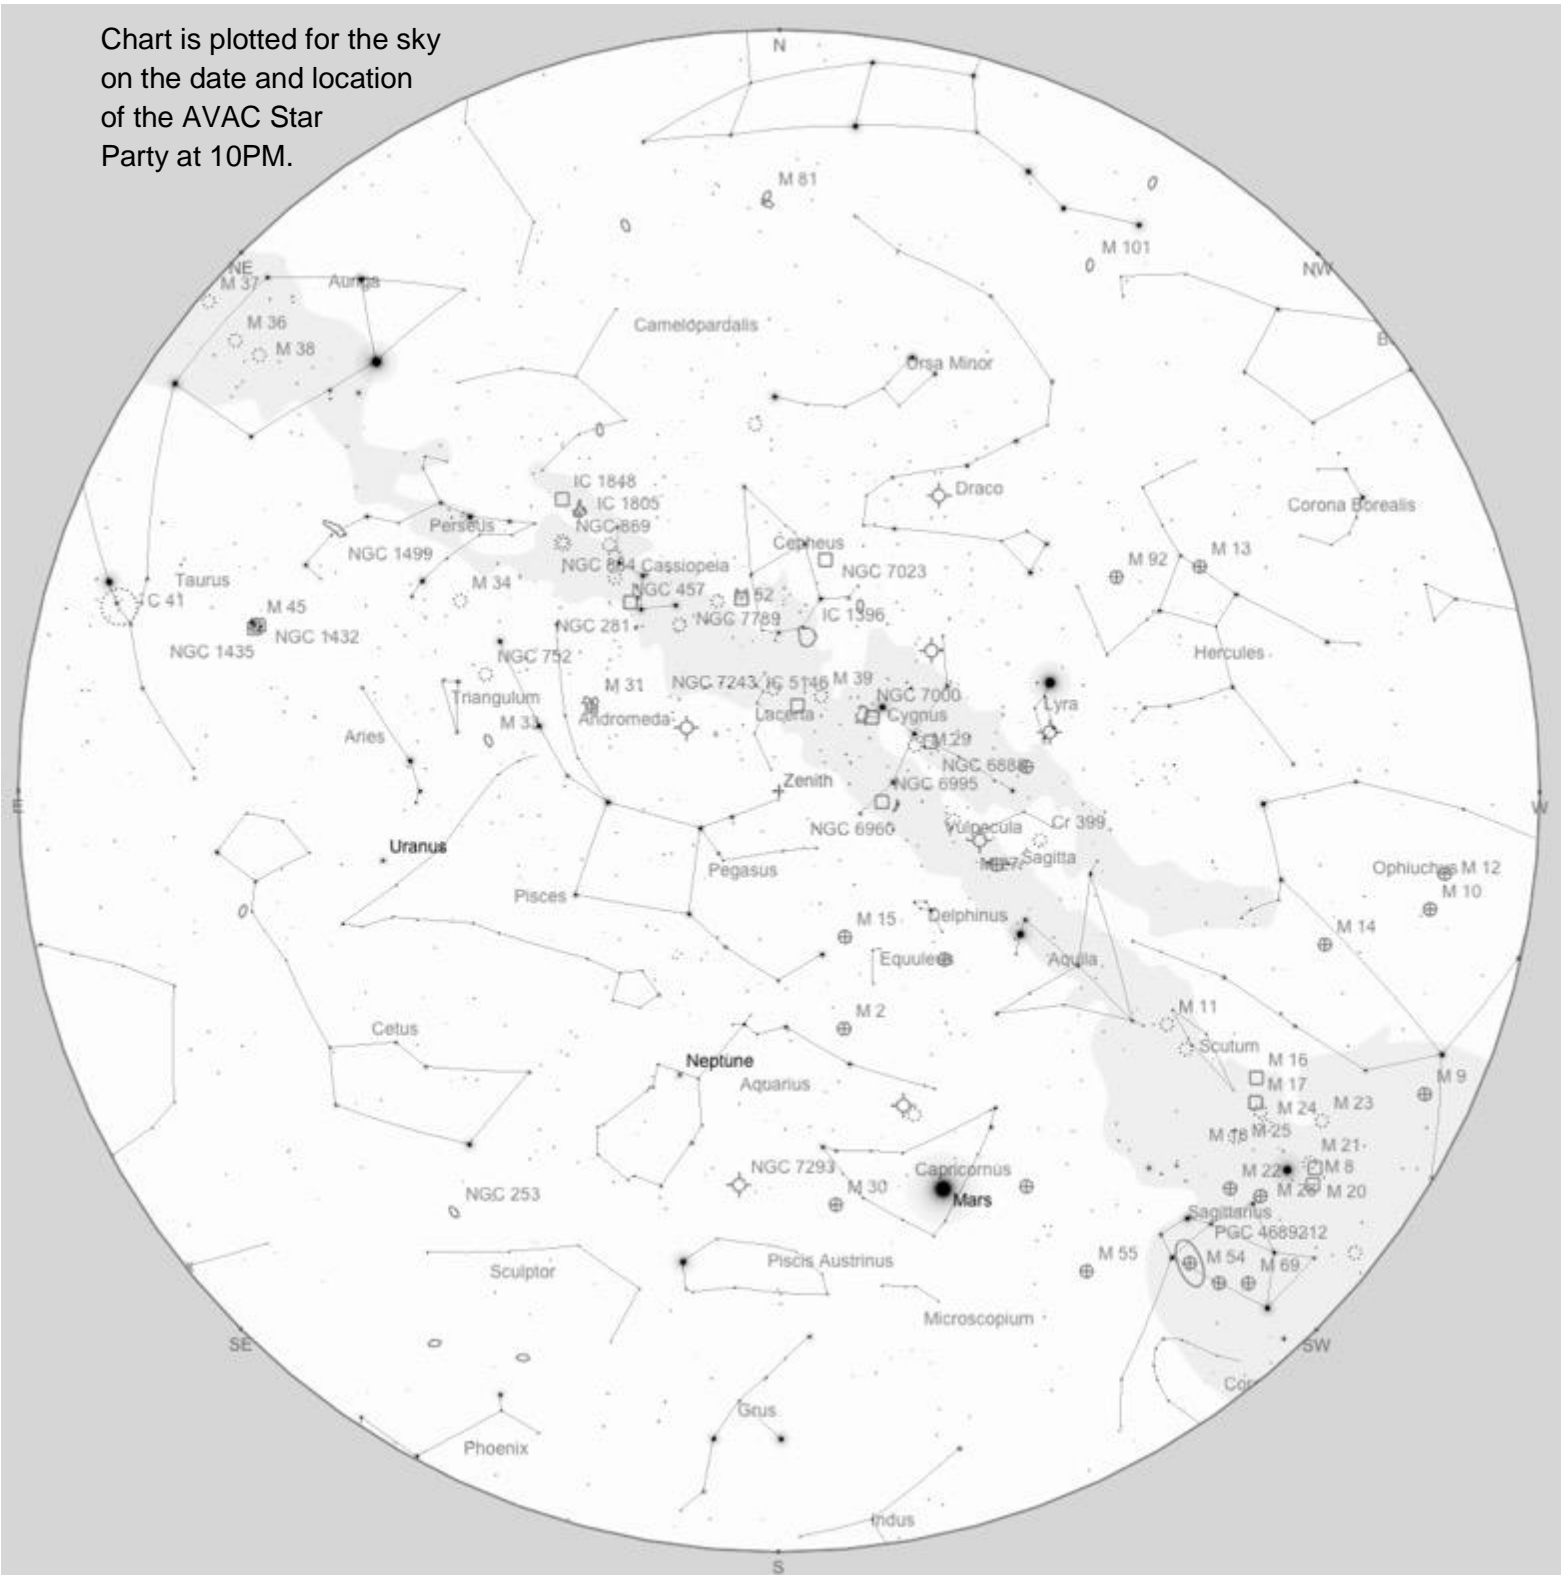 Chart is plotted for the sky
on the date and location
of the AVAC Star
Party at 10PM.
N
M 81
M 101
NE
NW
M 37
Auriga
M 36
M 38
Camelopardalis
Ursa Minor
IC 1848
IC 1805
Draco
Corona Borealis
Perseus
NGC 869
NGC 1499
Cepheus
M 92
M 13
NGC 884
Cassiopeia
NGC 7023
Taurus
M 34
C 41
M 45
NGC 457
M 52
NGC 1432
NGC 281
NGC 7789
IC 1396
NGC 1435
NGC 752
Hercules
M 31
NGC 7243
IC 5146
M 39
NGC 7000
Triangulum
Lyra
M 33
Andromeda
Lacerta
Cygnus
Aries
M 29
NGC 6888
Zenith
NGC 6995
E
W
NGC 6960
Vulpecula
Cr 399
Uranus
M 27
Sagitta
Pegasus
Ophiuchus
M 12
Pisces
M 10
Delphinus
M 15
M 14
Equuleus
Aquila
M 2
M 11
Cetus
Scutum
Neptune
M 16
M 9
Aquarius
M 17
M 24
M 23
M 18
M 25
M 21
NGC 7293
Capricornus
M 22
M 8
NGC 253
M 30
Mars
M 28
M 20
Sagittarius
PGC 4689212
Sculptor
Piscis Austrinus
M 55
M 54
M 69
Microscopium
SE
SW
Cor
Grus
Phoenix
Indus
S